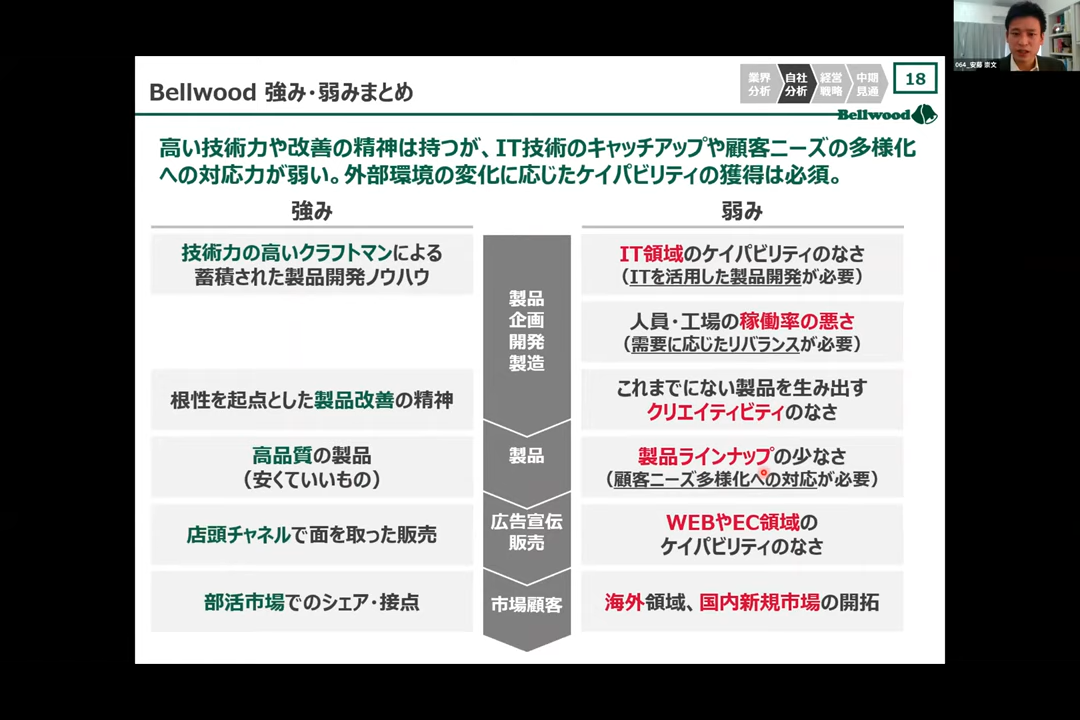 Bellwood 強み・弱みまとめ
業界
分析
自社
分析
経営
戦略
中期
見通
18
Bellwood
064_安藤 崇文
高い技術力や改善の精神は持つが、IT技術のキャッチアップや顧客ニーズの多様化
への対応力が弱い。外部環境の変化に応じたケイパビリティの獲得は必須。
強み
弱み
技術力の高いクラフトマンによる
蓄積された製品開発ノウハウ
根性を起点とした製品改善の精神
高品質の製品
（安くていいもの）
店頭チャネルで面を取った販売
部活市場でのシェア・接点
製品
企画
開発
製造
製品
広告宣伝
販売
市場顧客
IT領域のケイパビリティのなさ
（ITを活用した製品開発が必要）
人員・工場の稼働率の悪さ
（需要に応じたリバランスが必要）
これまでにない製品を生み出す
クリエイティビティのなさ
製品ラインナップの少なさ
（顧客ニーズ多様化への対応が必要）
WEBやEC領域の
ケイパビリティのなさ
海外領域、国内新規市場の開拓